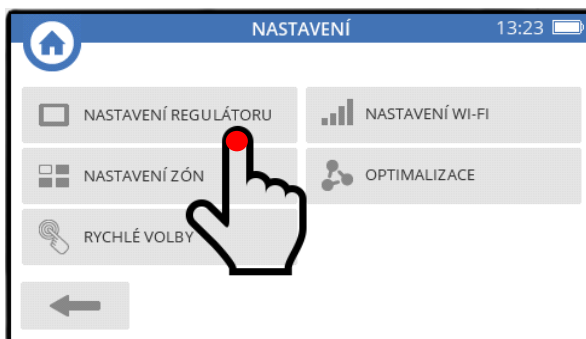 NASTAVENÍ 13:23
NASTAVENÍ REGULÁTORU
NASTAVENÍ WI-FI
NASTAVENÍ ZÓN
OPTIMALIZACE
RYCHLÉ VOLBY